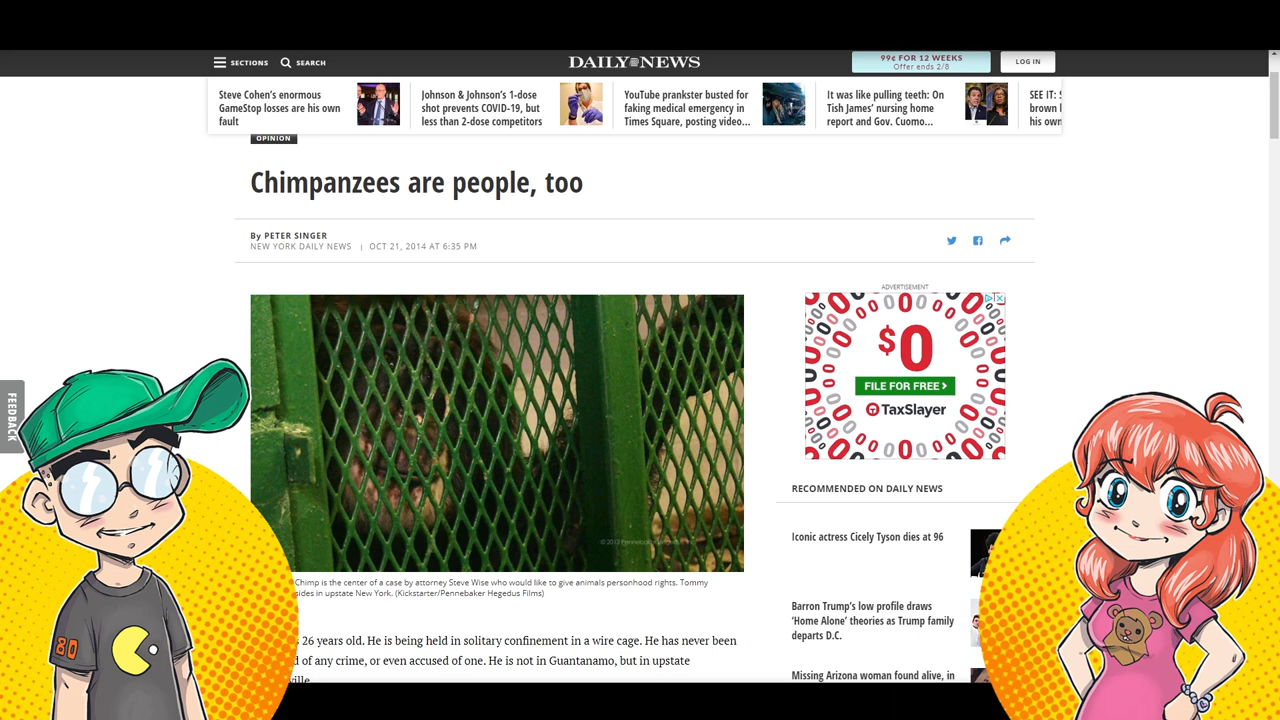 SECTIONS
SEARCH
DAILY NEWS
99¢ FOR 12 WEEKS
Offer ends 2/8
LOG IN
Steve Cohen's enormous
GameStop losses are his own
fault
Johnson & Johnson's 1-dose
shot prevents COVID-19, but
less than 2-dose competitors
YouTube prankster busted for
faking medical emergency in
Times Square, posting video...
It was like pulling teeth: On
Tish James' nursing home
report and Gov. Cuomo...
SEE IT:
brown
his own
OPINION
Chimpanzees are people, too
By PETER SINGER
NEW YORK DAILY NEWS | OCT 21, 2014 AT 6:35 PM
ADVERTISEMENT
$0
FILE FOR FREE >
TaxSlayer
FEEDBACK
RECOMMENDED ON DAILY NEWS
Iconic actress Cicely Tyson dies at 96
Barron Trump's low profile draws
'Home Alone' theories as Trump family
departs D.C.
Missing Arizona woman found alive, in
Chimp is the center of a case by attorney Steve Wise who would like to give animals personhood rights. Tommy
sides in upstate New York. (Kickstarter/Pennebaker Hegedus Films)
26 years old. He is being held in solitary confinement in a wire cage. He has never been
of any crime, or even accused of one. He is not in Guantanamo, but in upstate
80